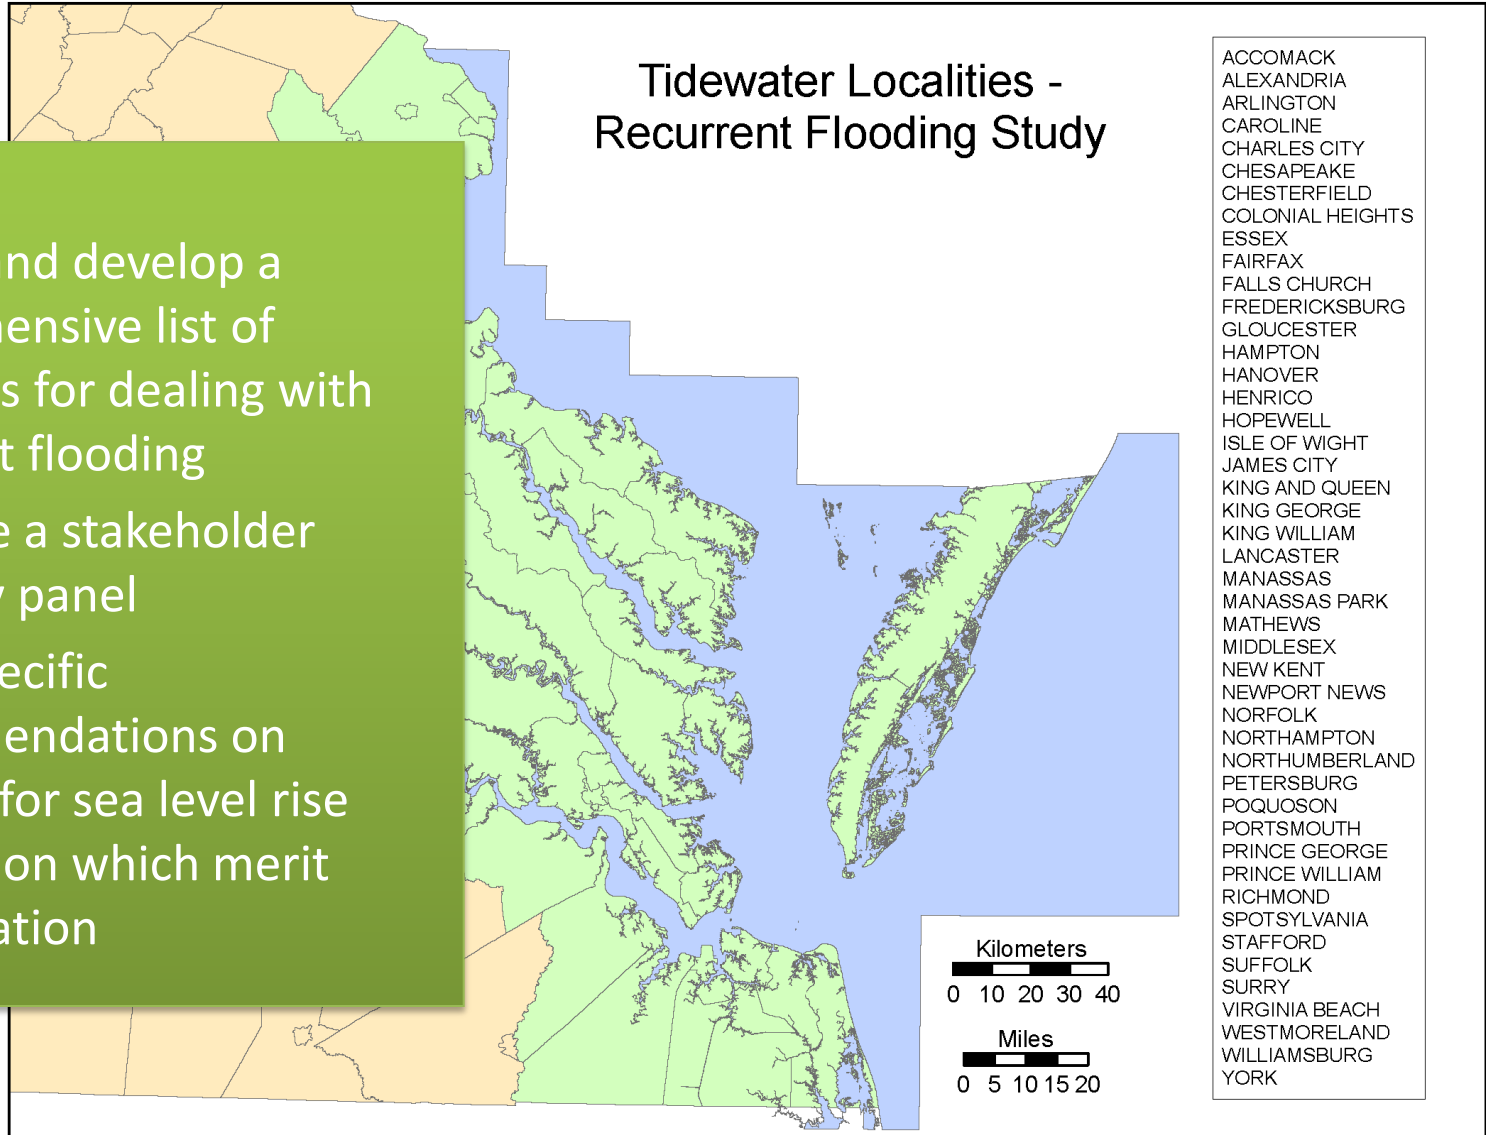 Tidewater Localities -
Recurrent Flooding Study
and develop a
ensive list of
s for dealing with
t flooding
e a stakeholder
panel
ecific
endations on
for sea level rise
on which merit
ation
ACCOMACK
ALEXANDRIA
ARLINGTON
CAROLINE
CHARLES CITY
CHESAPEAKE
CHESTERFIELD
COLONIAL HEIGHTS
ESSEX
FAIRFAX
FALLS CHURCH
FREDERICKSBURG
GLOUCESTER
HAMPTON
HANOVER
HENRICO
HOPEWELL
ISLE OF WIGHT
JAMES CITY
KING AND QUEEN
KING GEORGE
KING WILLIAM
LANCASTER
MANASSAS
MANASSAS PARK
MATHEWS
MIDDLESEX
NEW KENT
NEWPORT NEWS
NORFOLK
NORTHAMPTON
NORTHUMBERLAND
PETERSBURG
POQUOSON
PORTSMOUTH
PRINCE GEORGE
PRINCE WILLIAM
RICHMOND
SPOTSYLVANIA
STAFFORD
SUFFOLK
SURRY
VIRGINIA BEACH
WESTMORELAND
WILLIAMSBURG
YORK
Kilometers
0 10 20 30 40
Miles
0 5 10 15 20